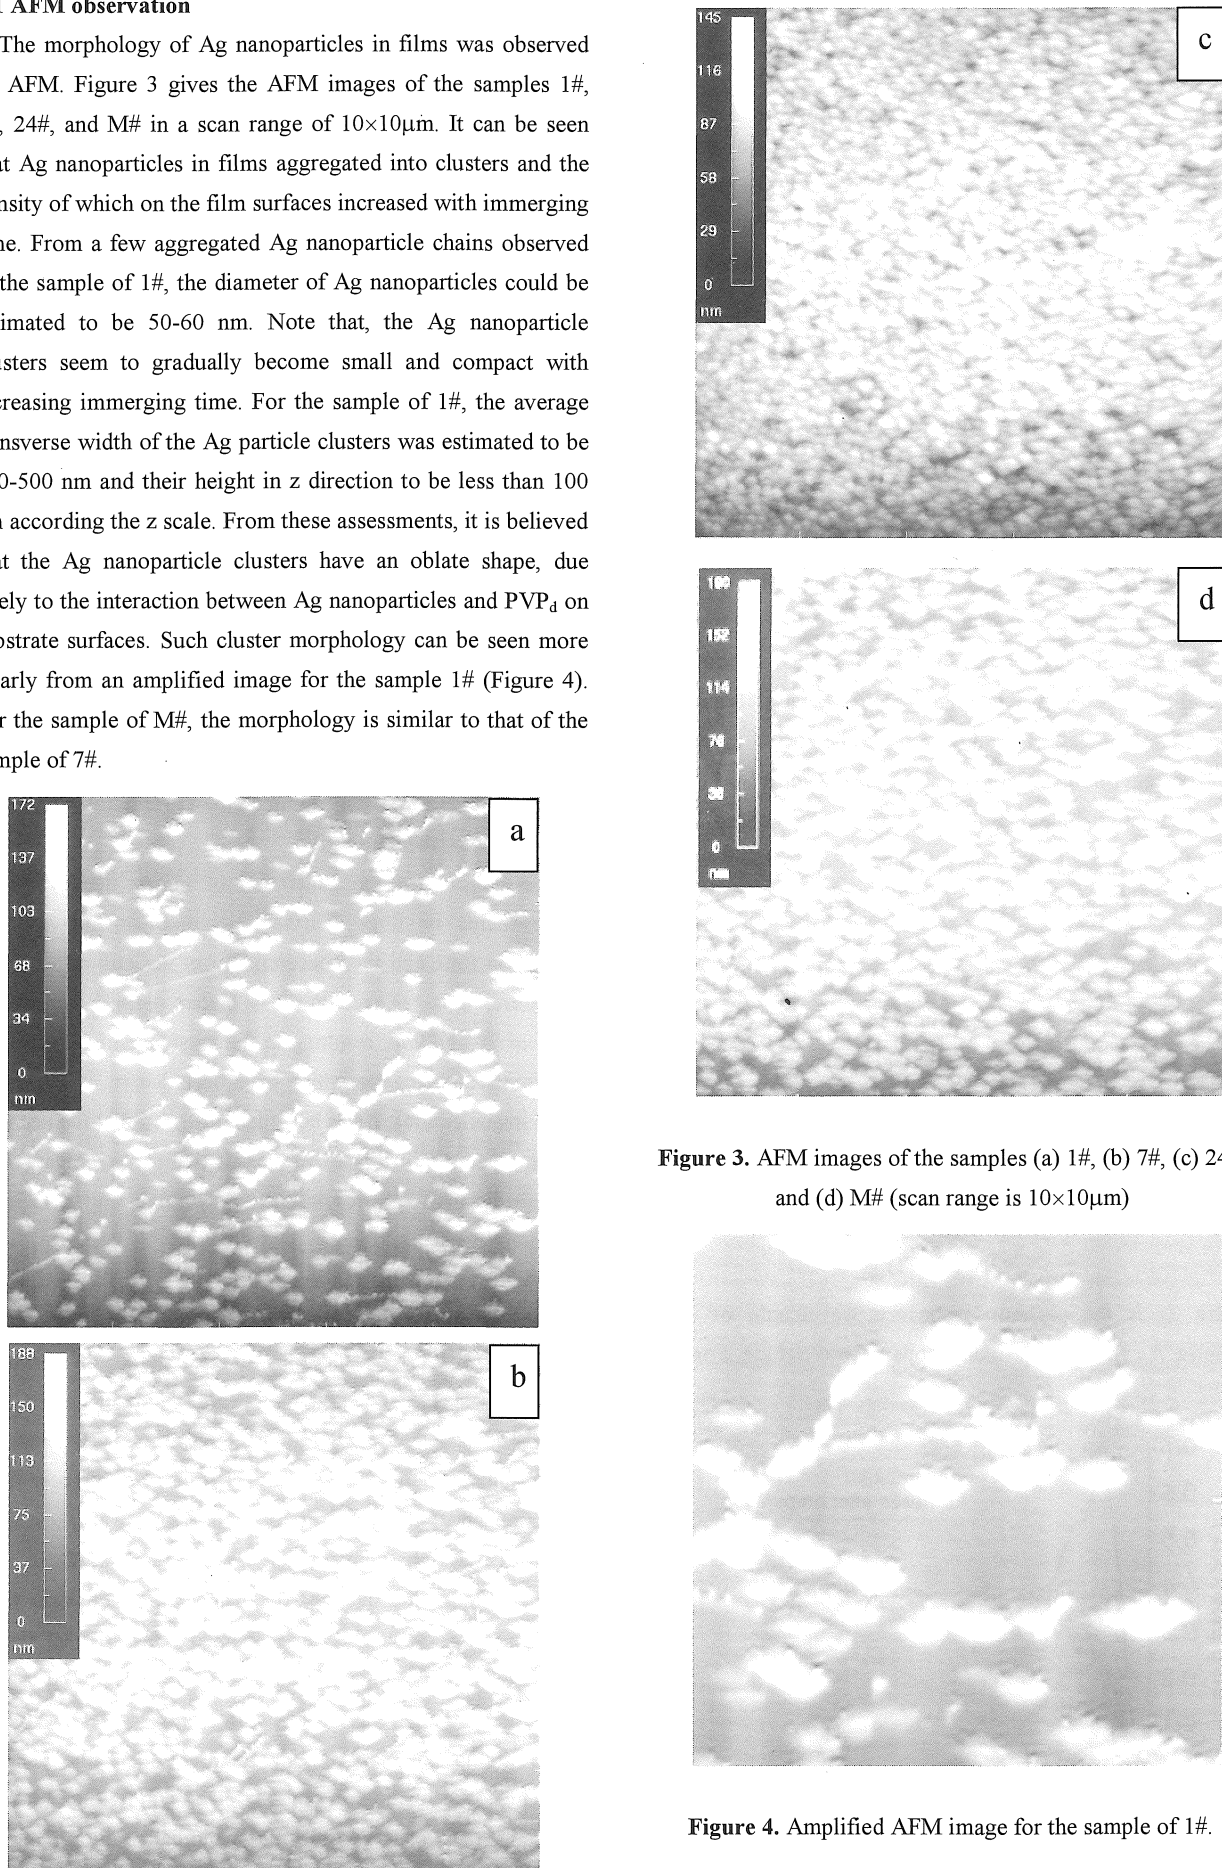 AFM observation
The morphology of Ag nanoparticles in films was observed
AFM. Figure 3 gives the AFM images of the samples 1#,
, 24#, and M# in a scan range of 10×10μm. It can be seen
at Ag nanoparticles in films aggregated into clusters and the
nsity of which on the film surfaces increased with immerging
ne. From a few aggregated Ag nanoparticle chains observed
the sample of 1#, the diameter of Ag nanoparticles could be
imated to be 50-60 nm. Note that, the Ag nanoparticle
isters seem to gradually become small and compact with
creasing immerging time. For the sample of 1#, the average
nsverse width of the Ag particle clusters was estimated to be
0-500 nm and their height in z direction to be less than 100
according the z scale. From these assessments, it is believed
at the Ag nanoparticle clusters have an oblate shape, due
ely to the interaction between Ag nanoparticles and PVPd on
ostrate surfaces. Such cluster morphology can be seen more
arly from an amplified image for the sample 1# (Figure 4).
r the sample of M#, the morphology is similar to that of the
mple of 7#.
172
137
103
68
34
0
nm
a
188
150
113
75
37
0
nm
b
145
116
87
58
29
0
nm
c
152
114
76
38
0
nm
d
Figure 3. AFM images of the samples (a) 1#, (b) 7#, (c) 24
and (d) M# (scan range is 10×10μm)
Figure 4. Amplified AFM image for the sample of 1#.